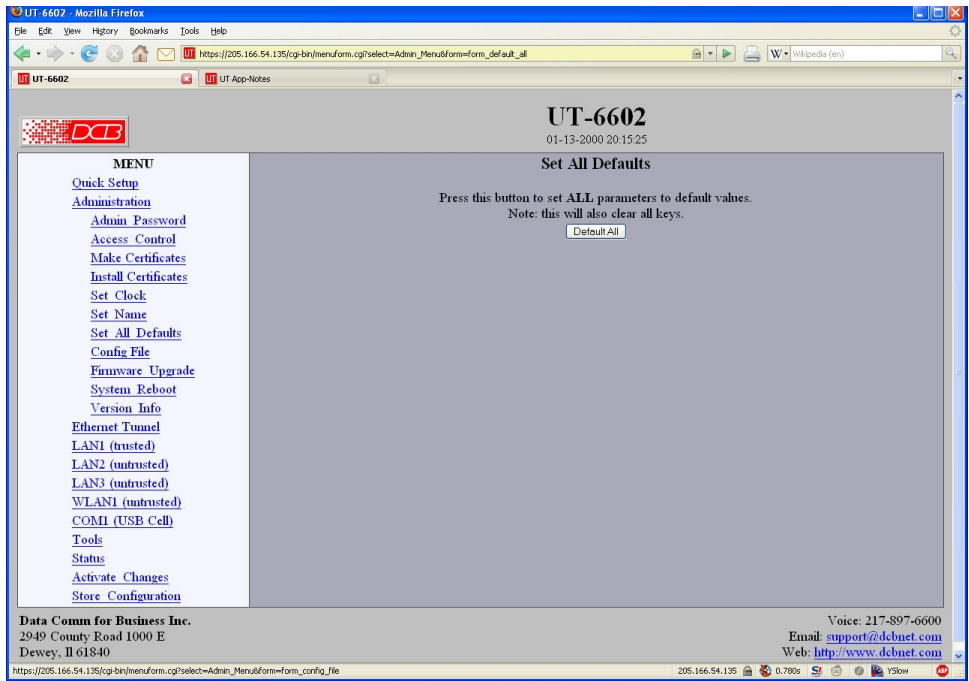 UT-6602 - Mozilla Firefox
File Edit View History Bookmarks Tools Help
https://205.166.54.135/cgi-bin/menuform.cgi?select=Admin_Menu&form=form_default_all
W Wikipedia (en)
UT UT-6602
UT UT App-Notes
DCB
UT-6602
01-13-2000 20:15:25
MENU
Quick Setup
Administration
Admin Password
Access Control
Make Certificates
Install Certificates
Set Clock
Set Name
Set All Defaults
Config File
Firmware Upgrade
System Reboot
Version Info
Ethernet Tunnel
LAN1 (trusted)
LAN2 (untrusted)
LAN3 (untrusted)
WLAN1 (untrusted)
COM1 (USB Cell)
Tools
Status
Activate Changes
Store Configuration
Set All Defaults
Press this button to set ALL parameters to default values.
Note: this will also clear all keys.
Default All
Data Comm for Business Inc.
2949 County Road 1000 E
Dewey, Il 61840
Voice: 217-897-6600
Email: support@dcbnet.com
Web: http://www.dcbnet.com
https://205.166.54.135/cgi-bin/menuform.cgi?select=Admin_Menu&form=form_config_file
205.166.54.135 0.780s YSlow ABP